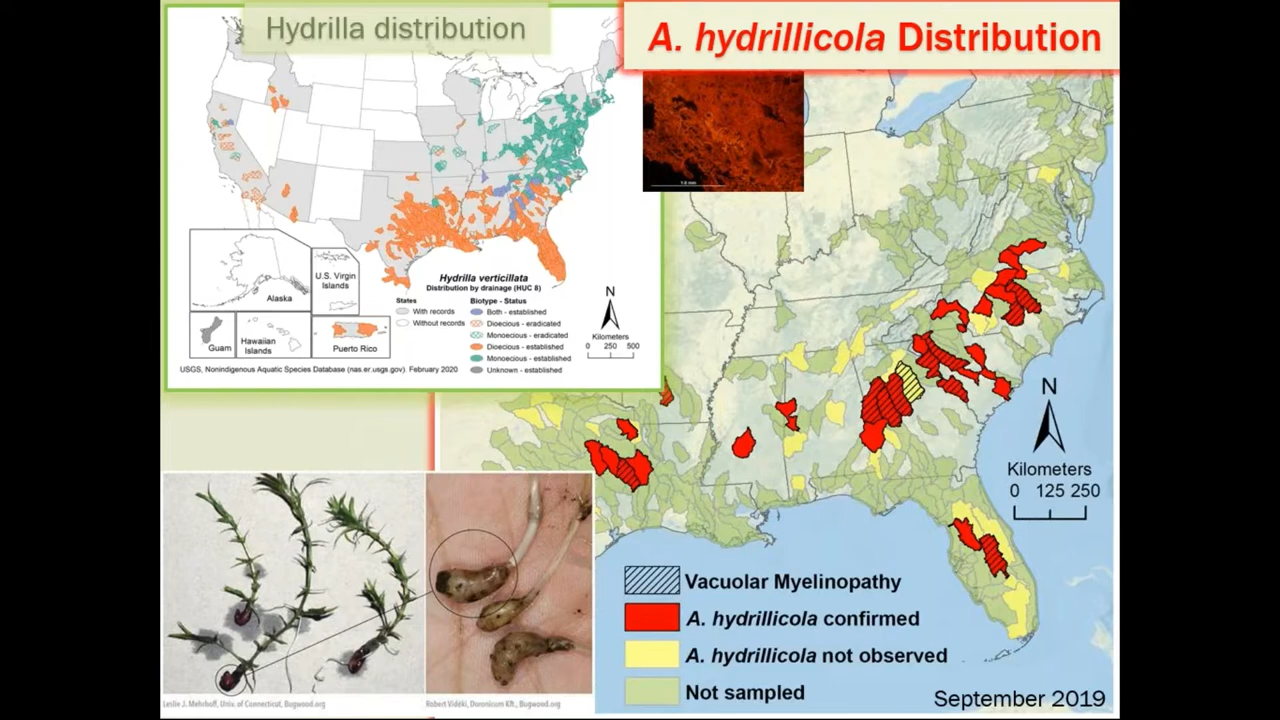 Hydrilla distribution
A. hydrillicola Distribution
1.0 mm
Alaska
U.S. Virgin
Islands
Guam
Hawaiian
Islands
Puerto Rico
Hydrilla verticillata
Distribution by drainage (HUC 8)
States
With records
Without records
Biotype - Status
Both - established
Dioecious - eradicated
Monoecious - eradicated
Dioecious - established
Monoecious - established
Unknown - established
N
Kilometers
0 250 500
USGS, Nonindigenous Aquatic Species Database (nas.er.usgs.gov). February 2020
N
Kilometers
0 125 250
Vacuolar Myelinopathy
A. hydrillicola confirmed
A. hydrillicola not observed
Not sampled
September 2019
Leslie J. Mehrhoff, Univ. of Connecticut, Bugwood.org
Robert Vidéki, Doronicum Kft., Bugwood.org